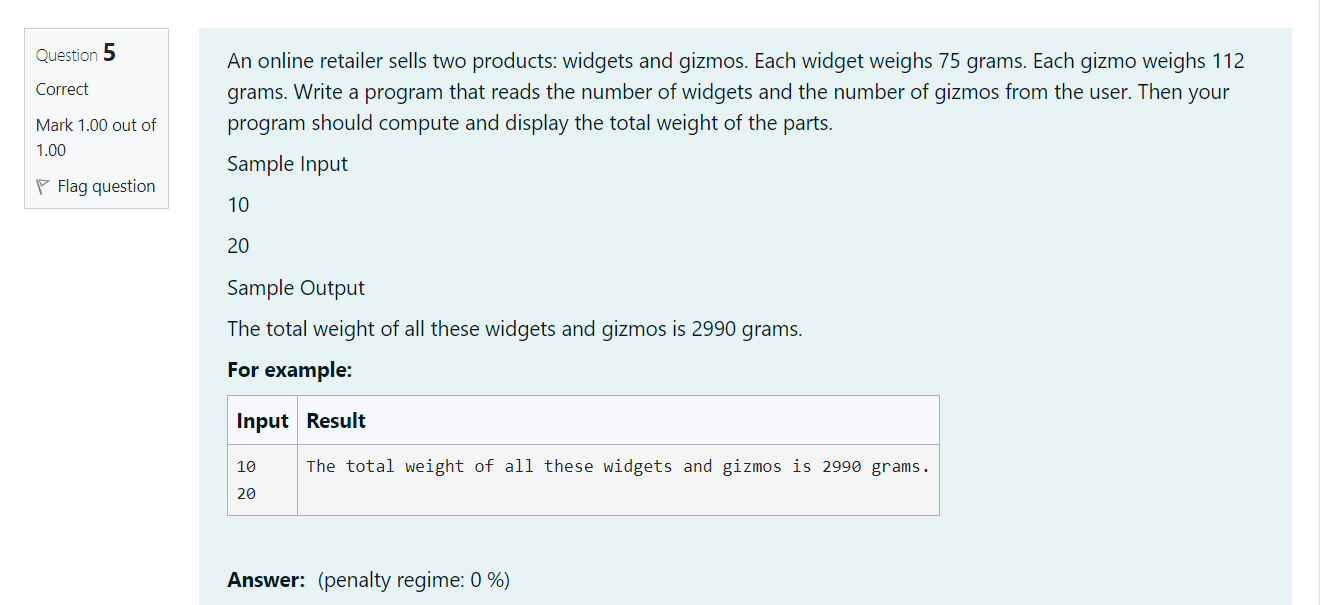 Question 5
Correct
Mark 1.00 out of
1.00
Flag question
An online retailer sells two products: widgets and gizmos. Each widget weighs 75 grams. Each gizmo weighs 112
grams. Write a program that reads the number of widgets and the number of gizmos from the user. Then your
program should compute and display the total weight of the parts.
Sample Input
10
20
Sample Output
The total weight of all these widgets and gizmos is 2990 grams.
For example:
Input Result
10 The total weight of all these widgets and gizmos is 2990 grams.
20
Answer: (penalty regime: 0 %)